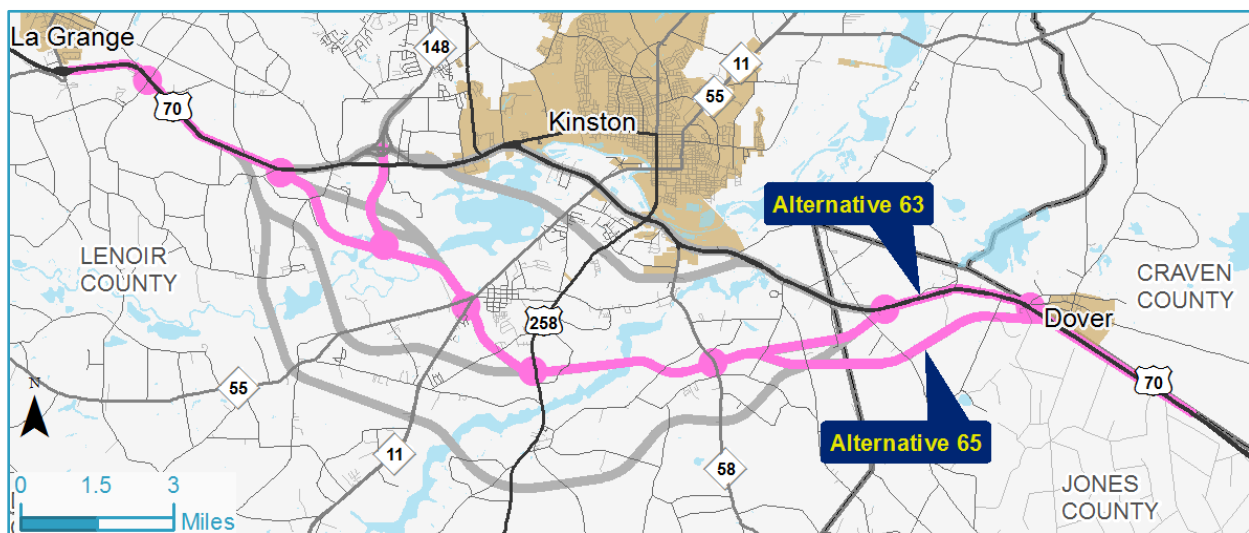 La Grange
148
11
55
70
Kinston
Alternative 63
LENOIR
COUNTY
CRAVEN
COUNTY
258
Dover
N
55
70
11
58
Alternative 65
0 1.5 3
Miles
JONES
COUNTY